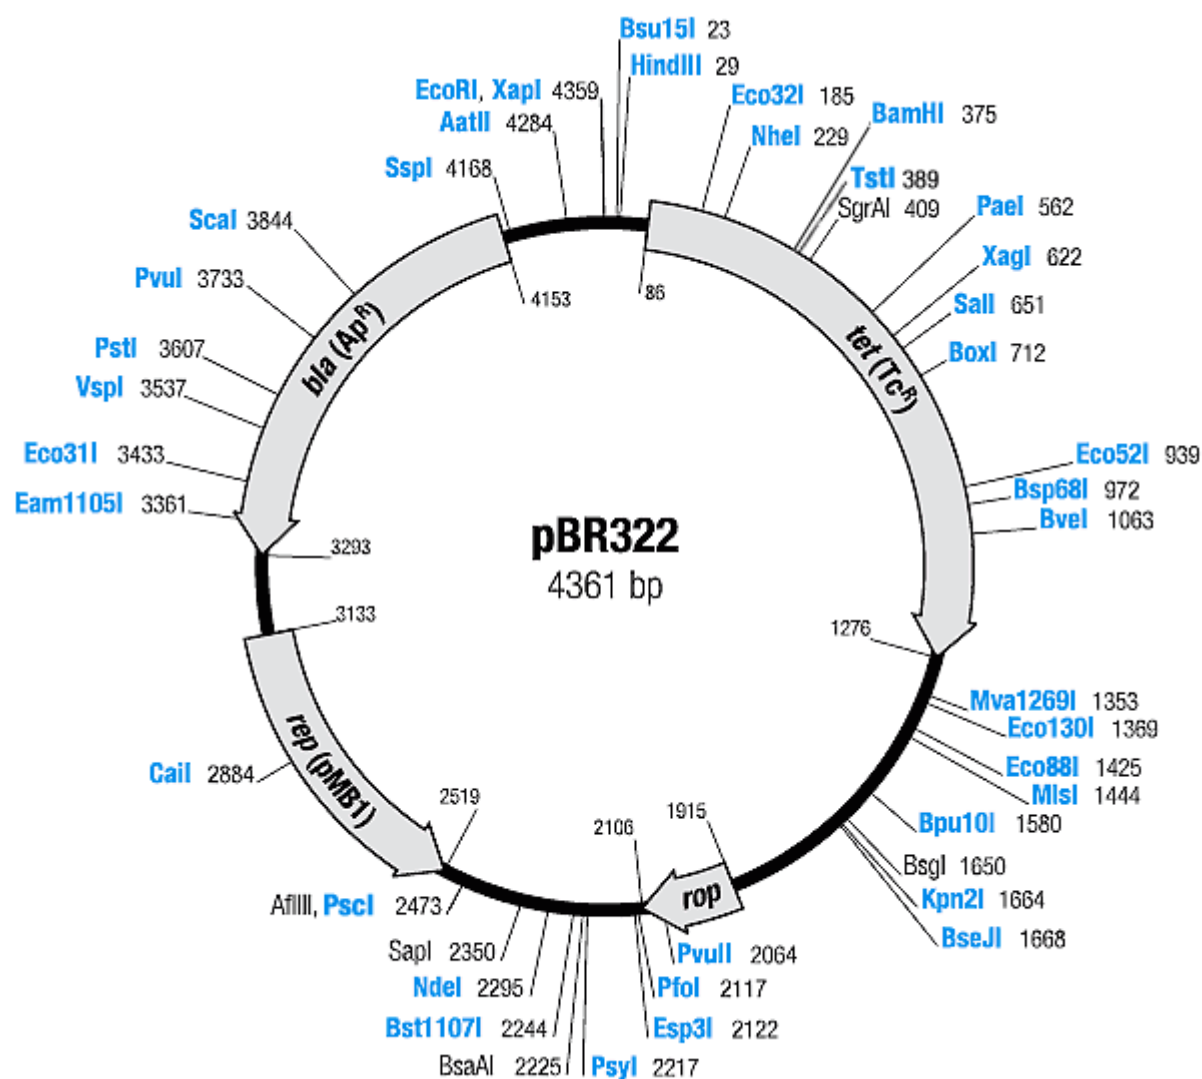 Bsu15I 23
HindIII 29
EcoRI, XapI 4359
Eco32I 185
AatII 4284
BamHI 375
NheI 229
SspI 4168
TstI 389
SgrAI 409
PaeI 562
ScaI 3844
XagI 622
PvuI 3733
4153
86
SalI 651
PstI 3607
bla (ApR)
tet (TcR)
BoxI 712
VspI 3537
Eco31I 3433
Eco52I 939
Eam1105I 3361
Bsp68I 972
BveI 1063
pBR322
3293
4361 bp
3133
1276
Mva1269I 1353
Eco130I 1369
rep (pMB1)
CaiI 2884
Eco88I 1425
MlsI 1444
2519
2106
1915
Bpu10I 1580
BsgI 1650
rop
Kpn2I 1664
AflIII, PscI 2473
BseJI 1668
SapI 2350
PvuII 2064
NdeI 2295
PfoI 2117
Bst1107I 2244
Esp3I 2122
BsaAI 2225
PsyI 2217